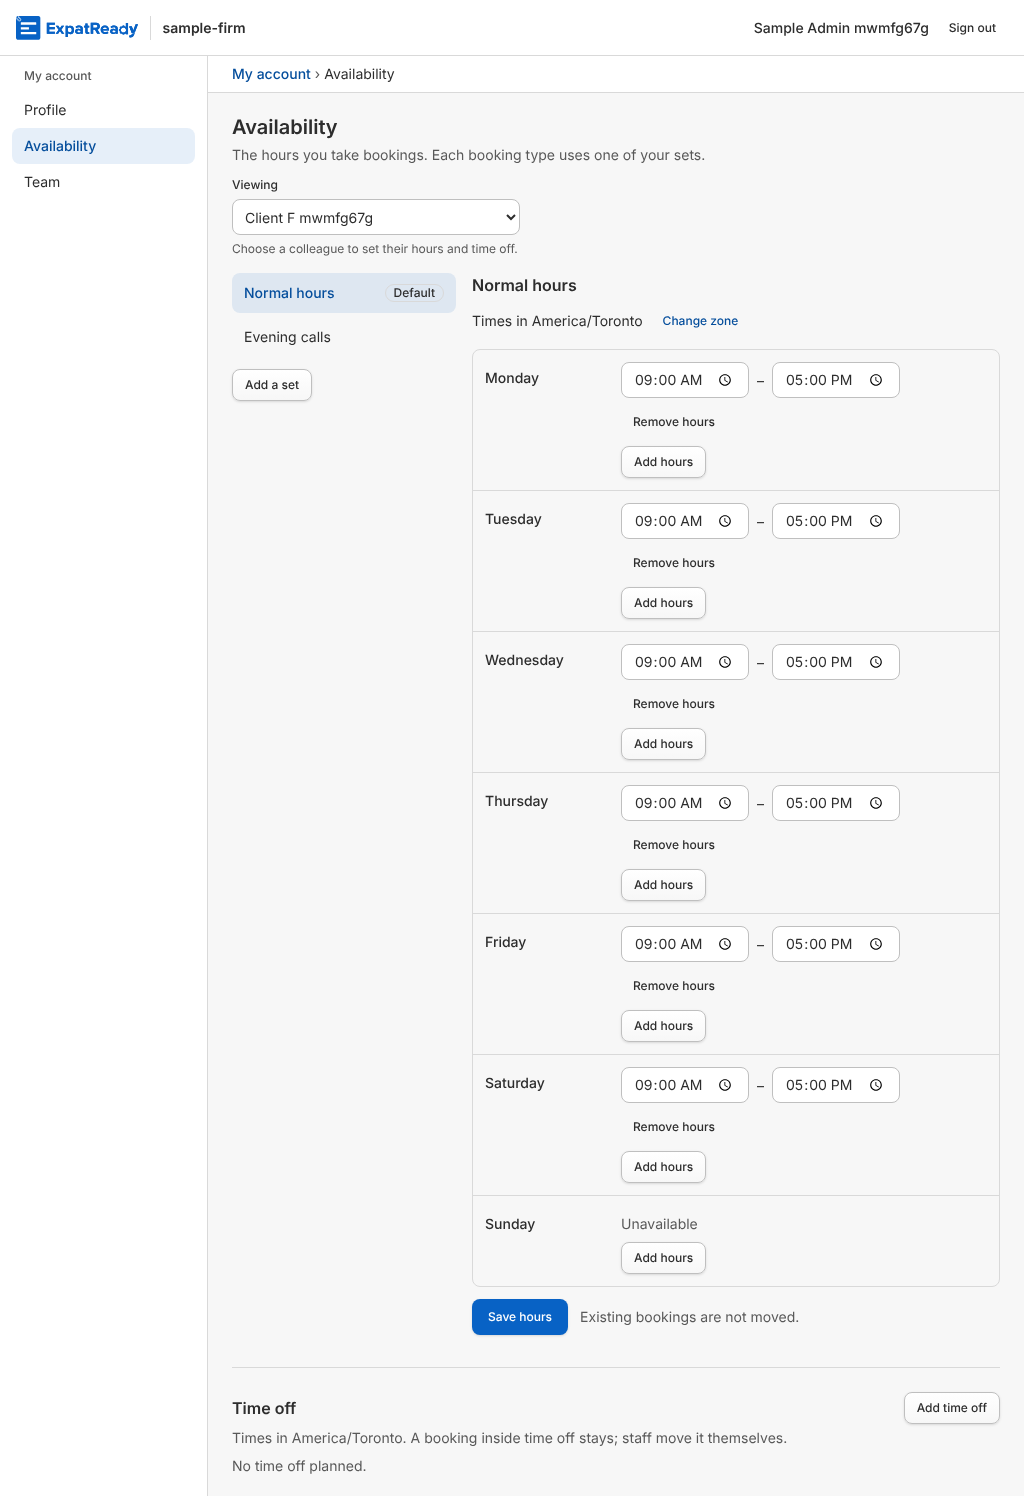 ExpatReady
sample-firm
Sample Admin mwmfg67g
Sign out
My account
Profile
Availability
Team
My account › Availability
Availability
The hours you take bookings. Each booking type uses one of your sets.
Viewing
Client F mwmfg67g
Choose a colleague to set their hours and time off.
Normal hours
Default
Evening calls
Add a set
Normal hours
Times in America/Toronto
Change zone
Monday
09:00 AM – 05:00 PM
Remove hours
Add hours
Tuesday
09:00 AM – 05:00 PM
Remove hours
Add hours
Wednesday
09:00 AM – 05:00 PM
Remove hours
Add hours
Thursday
09:00 AM – 05:00 PM
Remove hours
Add hours
Friday
09:00 AM – 05:00 PM
Remove hours
Add hours
Saturday
09:00 AM – 05:00 PM
Remove hours
Add hours
Sunday
Unavailable
Add hours
Save hours
Existing bookings are not moved.
Time off
Add time off
Times in America/Toronto. A booking inside time off stays; staff move it themselves.
No time off planned.